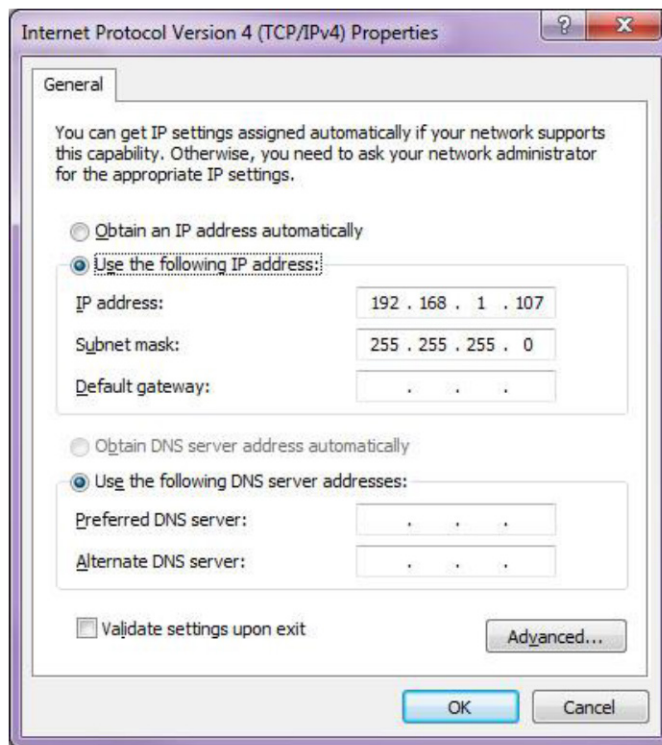 Internet Protocol Version 4 (TCP/IPv4) Properties
? X
General
You can get IP settings assigned automatically if your network supports
this capability. Otherwise, you need to ask your network administrator
for the appropriate IP settings.
Obtain an IP address automatically
Use the following IP address:
IP address: 192 . 168 . 1 . 107
Subnet mask: 255 . 255 . 255 . 0
Default gateway: . . .
Obtain DNS server address automatically
Use the following DNS server addresses:
Preferred DNS server: . . .
Alternate DNS server: . . .
Validate settings upon exit
Advanced...
OK Cancel